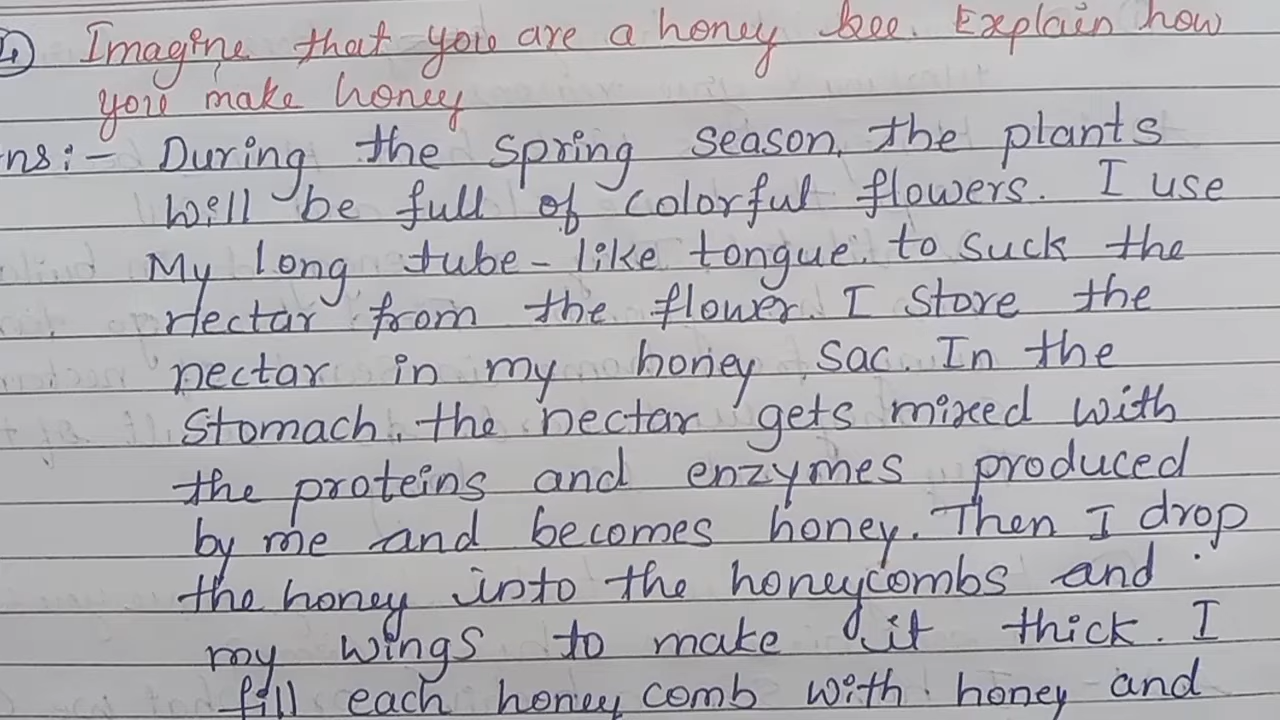 4) Imagine that you are a honey bee. Explain how
you make honey
ns:- During the spring season, the plants
will be full of colorful flowers. I use
My long tube-like tongue. to suck the
nectar from the flower. I store the
nectar in my honey sac. In the
stomach, the nectar gets mixed with
the proteins and enzymes produced
by me and becomes honey. Then I drop
the honey into the honeycombs and
my wings to make it thick. I
fill each honey comb with honey and